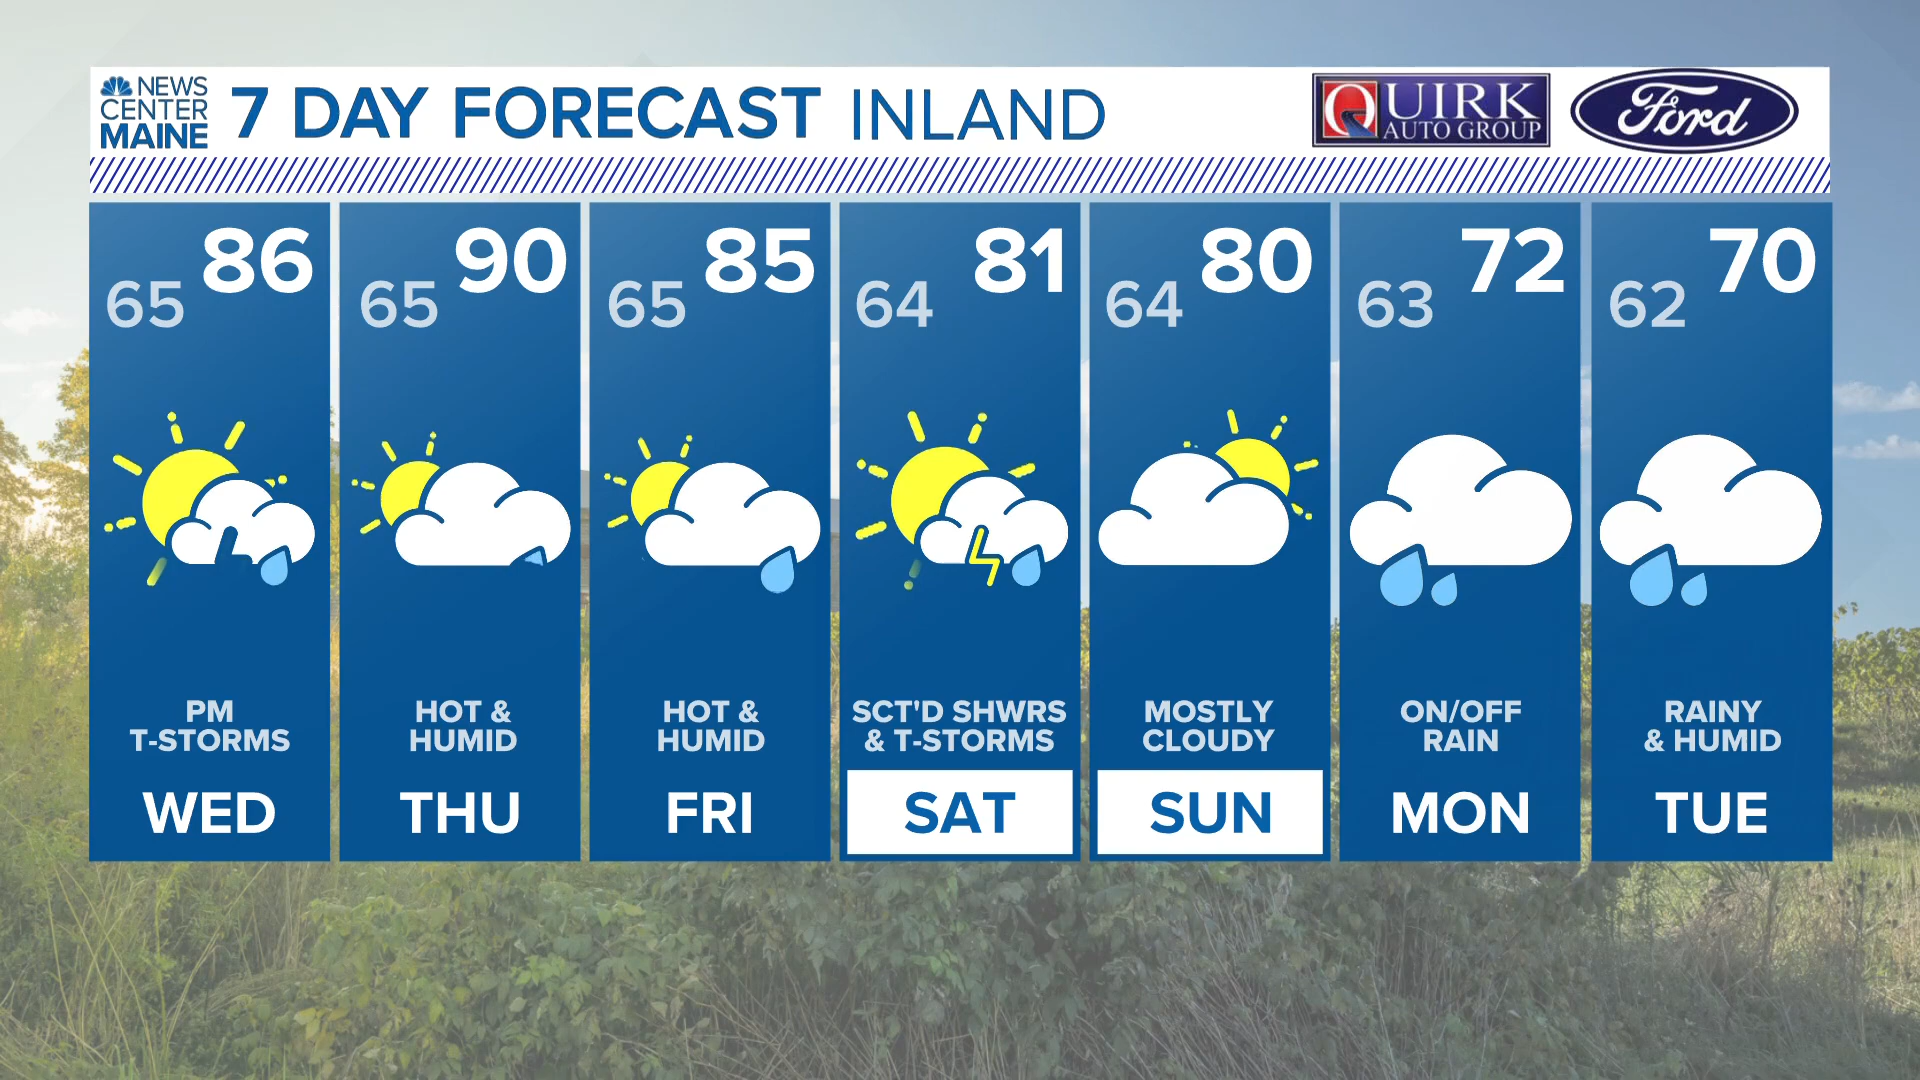 NEWS
CENTER
MAINE
7 DAY FORECAST INLAND
QUIRK
AUTO GROUP
Ford
65 86
PM
T-STORMS
WED
65 90
HOT &
HUMID
THU
65 85
HOT &
HUMID
FRI
64 81
SCT'D SHWRS
& T-STORMS
SAT
64 80
MOSTLY
CLOUDY
SUN
63 72
ON/OFF
RAIN
MON
62 70
RAINY
& HUMID
TUE